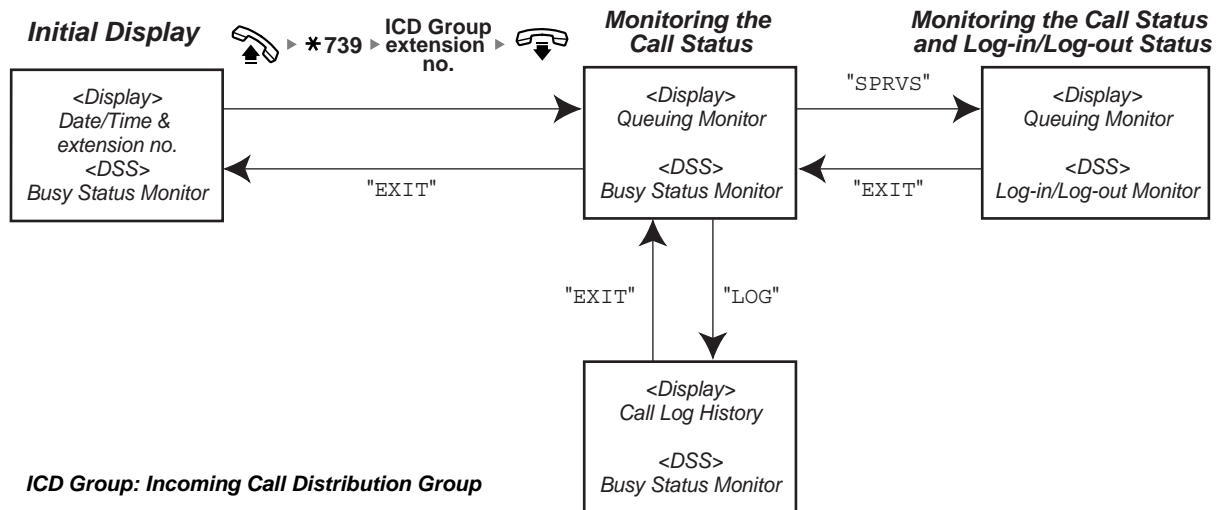 Initial Display
✱739
ICD Group
extension
no.
Monitoring the
Call Status
Monitoring the Call Status
and Log-in/Log-out Status
<Display>
Date/Time &
extension no.
<DSS>
Busy Status Monitor
"EXIT"
<Display>
Queuing Monitor
<DSS>
Busy Status Monitor
"SPRVS"
"EXIT"
<Display>
Queuing Monitor
<DSS>
Log-in/Log-out Monitor
"EXIT"
"LOG"
<Display>
Call Log History
<DSS>
Busy Status Monitor
ICD Group: Incoming Call Distribution Group